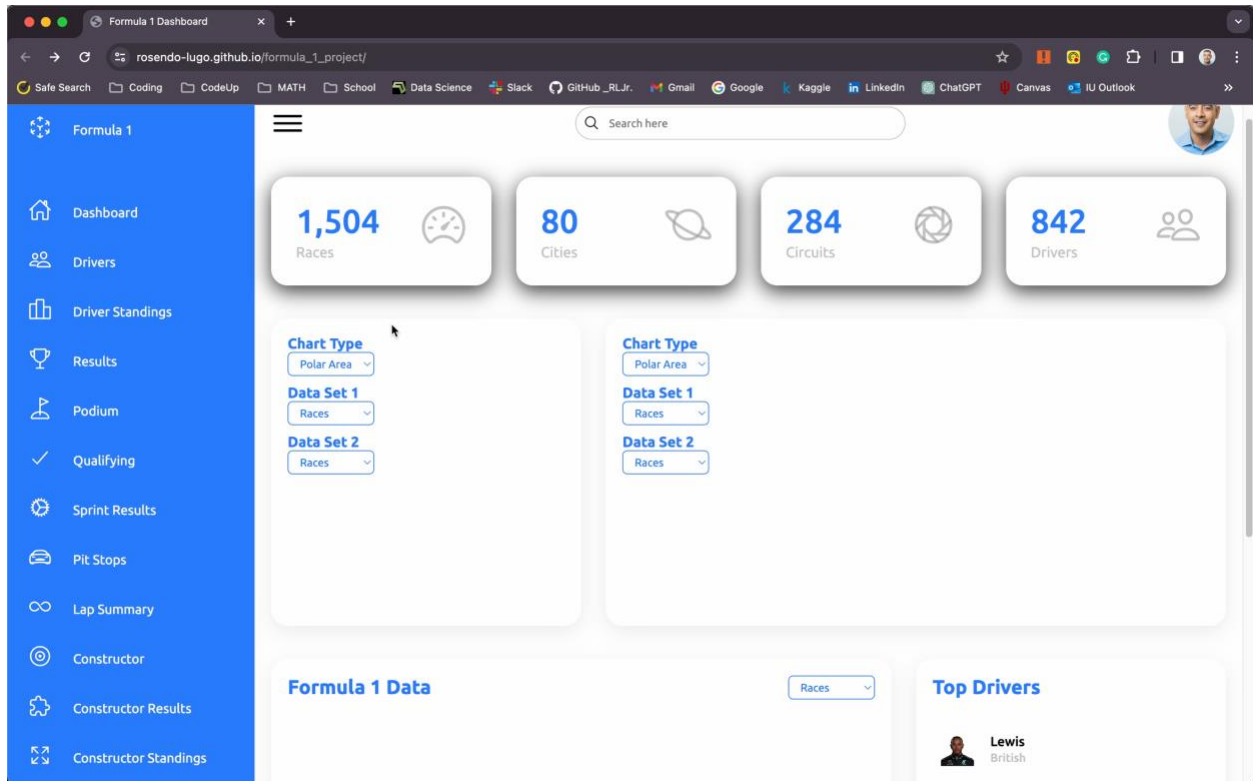 Formula 1 Dashboard
rosendo-lugo.github.io/formula_1_project/
Safe Search Coding CodeUp MATH School Data Science Slack GitHub _RLJr. Gmail Google Kaggle LinkedIn ChatGPT Canvas IU Outlook »
Formula 1
Search here
Dashboard
Drivers
Driver Standings
Results
Podium
Qualifying
Sprint Results
Pit Stops
Lap Summary
Constructor
Constructor Results
Constructor Standings
1,504
Races
80
Cities
284
Circuits
842
Drivers
Chart Type
Polar Area
Data Set 1
Races
Data Set 2
Races
Chart Type
Polar Area
Data Set 1
Races
Data Set 2
Races
Formula 1 Data
Races
Top Drivers
Lewis
British